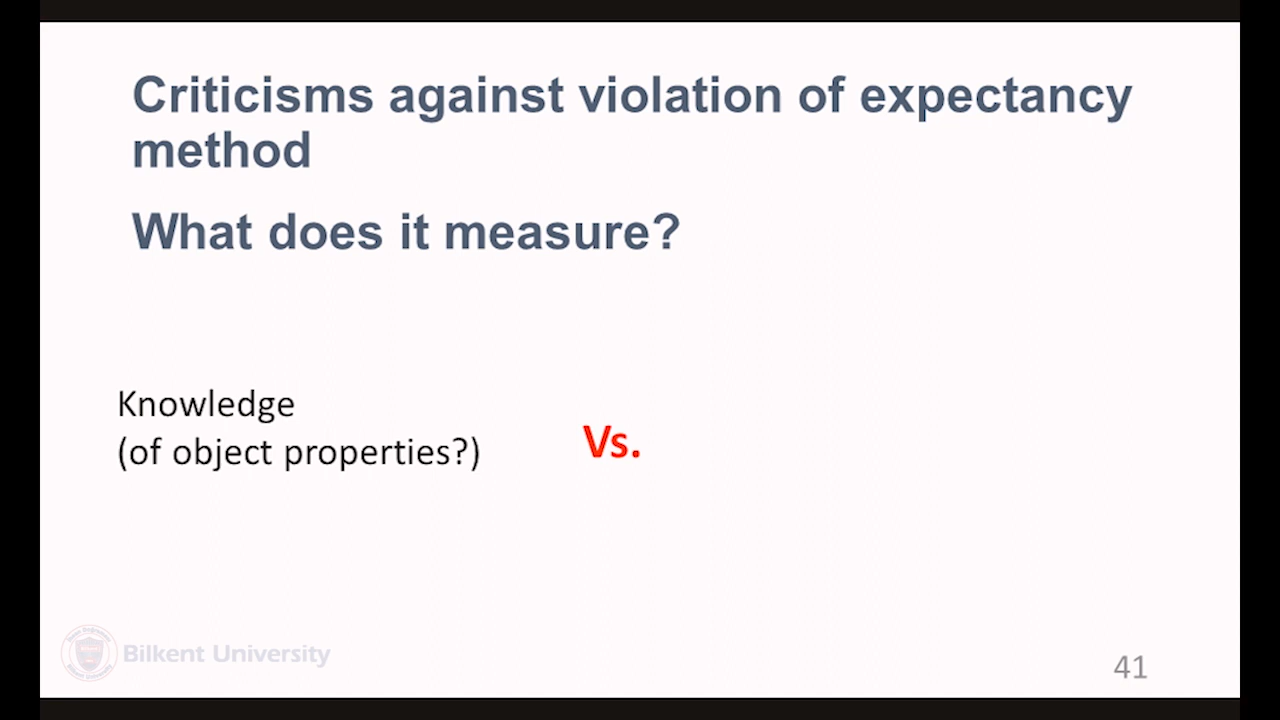 Criticisms against violation of expectancy
method
What does it measure?
Knowledge
(of object properties?)
Vs.
Bilkent University
41